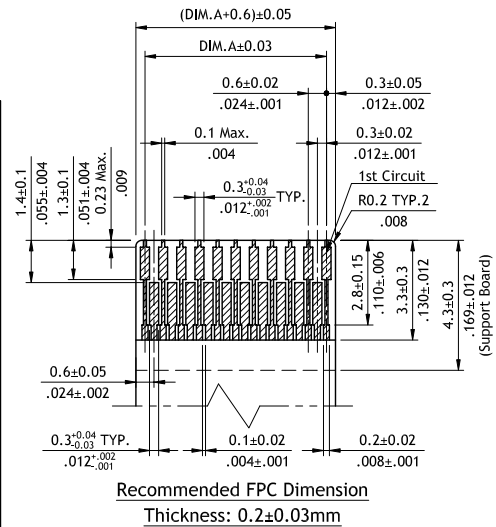 (DIM.A+0.6)±0.05
DIM.A±0.03
0.6±0.02
.024±.001
0.3±0.05
.012±.002
0.1 Max.
.004
0.3±0.02
.012±.001
1.4±0.1
.055±.004
1.3±0.1
.051±.004
0.23 Max.
.009
0.3+0.04-0.03 TYP.
.012+.002-.001
1st Circuit
R0.2 TYP.2
.008
2.8±0.15
.110±.006
3.3±0.3
.130±.012
4.3±0.3
.169±.012
(Support Board)
0.6±0.05
.024±.002
0.3+0.04-0.03 TYP.
.012+.002-.001
0.1±0.02
.004±.001
0.2±0.02
.008±.001
Recommended FPC Dimension
Thickness: 0.2±0.03mm